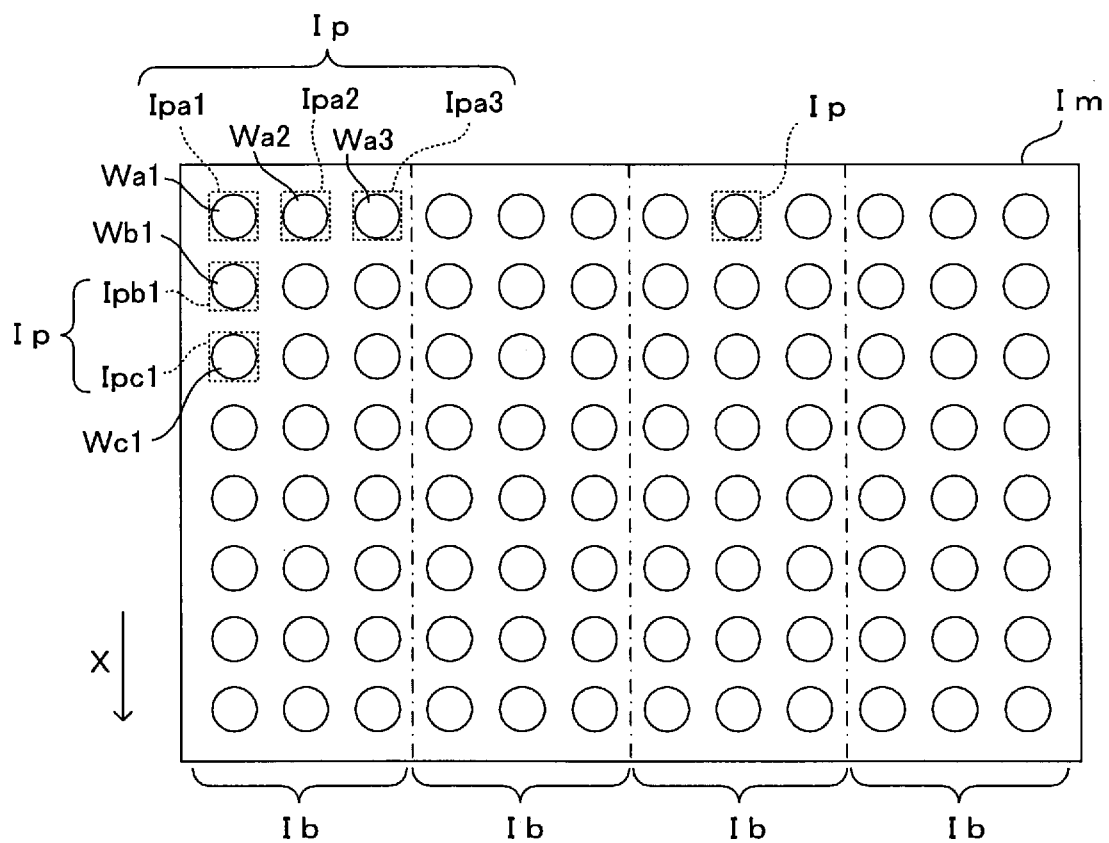 I p
Ipa1 Ipa2 Ipa3 I p I m
Wa2 Wa3
Wa1
Wb1
Ipb1
I p
Ipc1
Wc1
X
I b I b I b I b